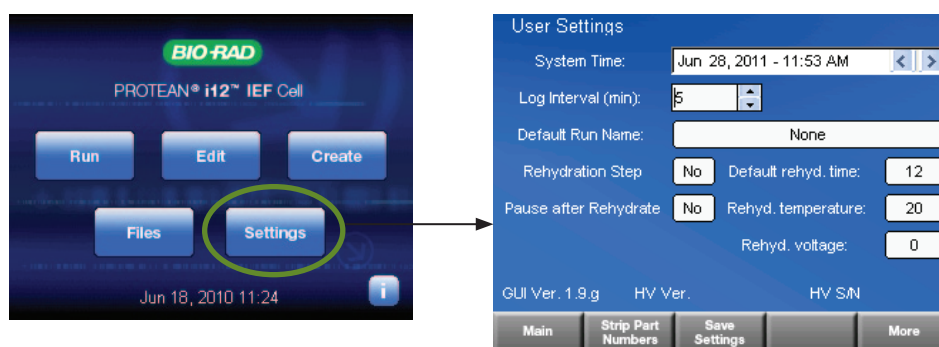 BIO-RAD
PROTEAN® i12™ IEF Cell
Run Edit Create
Files Settings
Jun 18, 2010 11:24
i
User Settings
System Time: Jun 28, 2011 - 11:53 AM < >
Log Interval (min): 5
Default Run Name: None
Rehydration Step No Default rehyd. time: 12
Pause after Rehydrate No Rehyd. temperature: 20
Rehyd. voltage: 0
GUI Ver. 1.9.g HV Ver. HV S/N
Main Strip Part Numbers Save Settings More